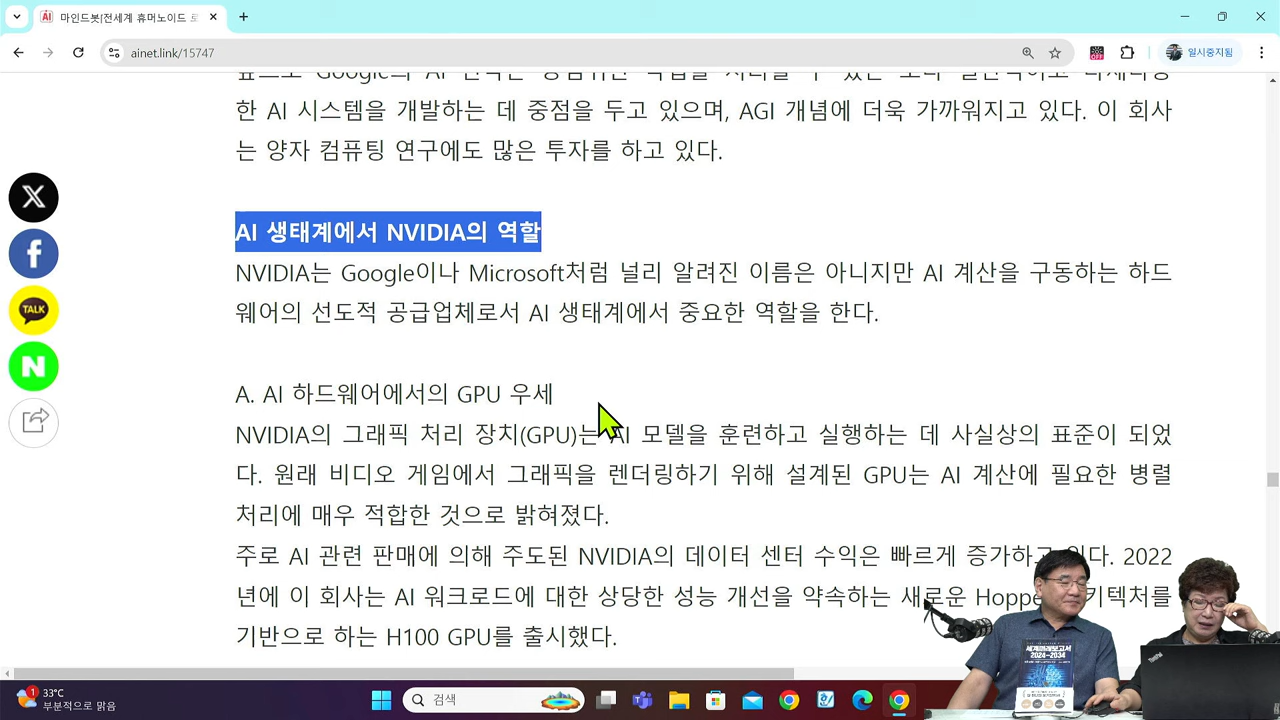 마인드봇[전세계 휴머노이드 로
ainet.link/15747
OFF
일시중지됨
한 AI 시스템을 개발하는 데 중점을 두고 있으며, AGI 개념에 더욱 가까워지고 있다. 이 회사
는 양자 컴퓨팅 연구에도 많은 투자를 하고 있다.
AI 생태계에서 NVIDIA의 역할
NVIDIA는 Google이나 Microsoft처럼 널리 알려진 이름은 아니지만 AI 계산을 구동하는 하드
웨어의 선도적 공급업체로서 AI 생태계에서 중요한 역할을 한다.
A. AI 하드웨어에서의 GPU 우세
NVIDIA의 그래픽 처리 장치(GPU)는 AI 모델을 훈련하고 실행하는 데 사실상의 표준이 되었
다. 원래 비디오 게임에서 그래픽을 렌더링하기 위해 설계된 GPU는 AI 계산에 필요한 병렬
처리에 매우 적합한 것으로 밝혀졌다.
주로 AI 관련 판매에 의해 주도된 NVIDIA의 데이터 센터 수익은 빠르게 증가하고 있다. 2022
년에 이 회사는 AI 워크로드에 대한 상당한 성능 개선을 약속하는 새로운 Hopper 키텍처를
기반으로 하는 H100 GPU를 출시했다.
TALK
N
세계미래보고서
2024-2034
ThinkPad
1
33°C
부분적으로 맑음
검색